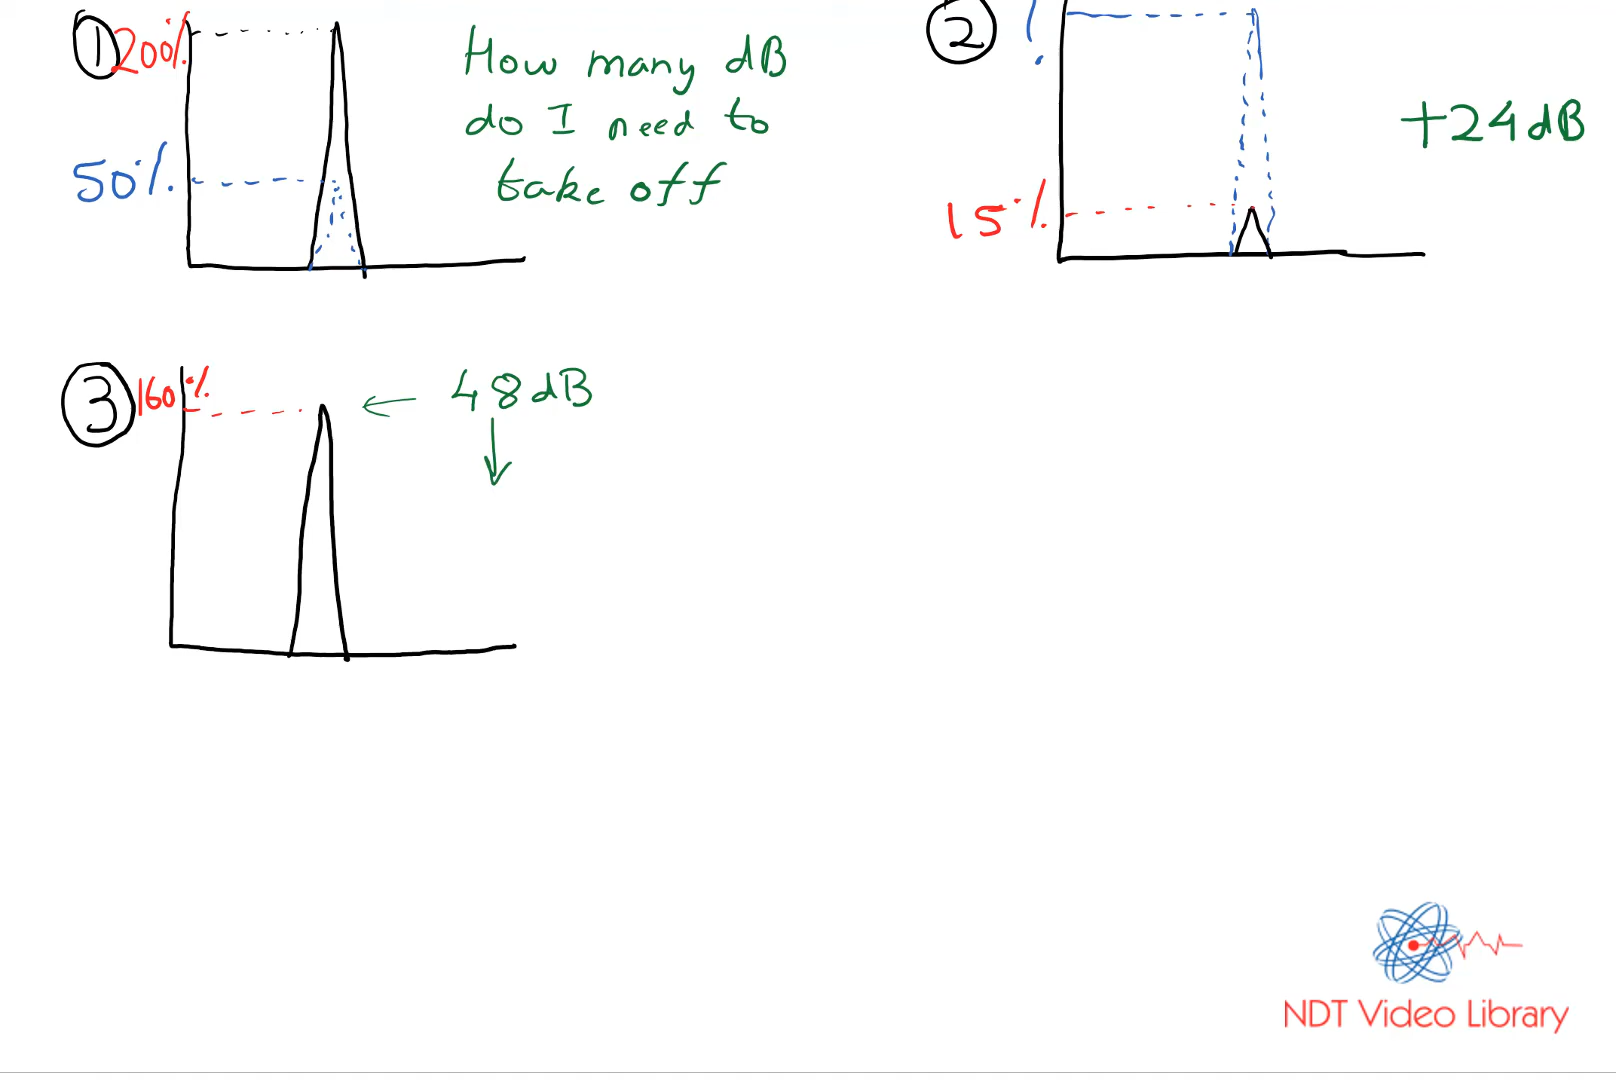 ① 200%
50%
How many dB
do I need to
take off
② ?
15%
+24dB
③ 160%
48dB
NDT Video Library